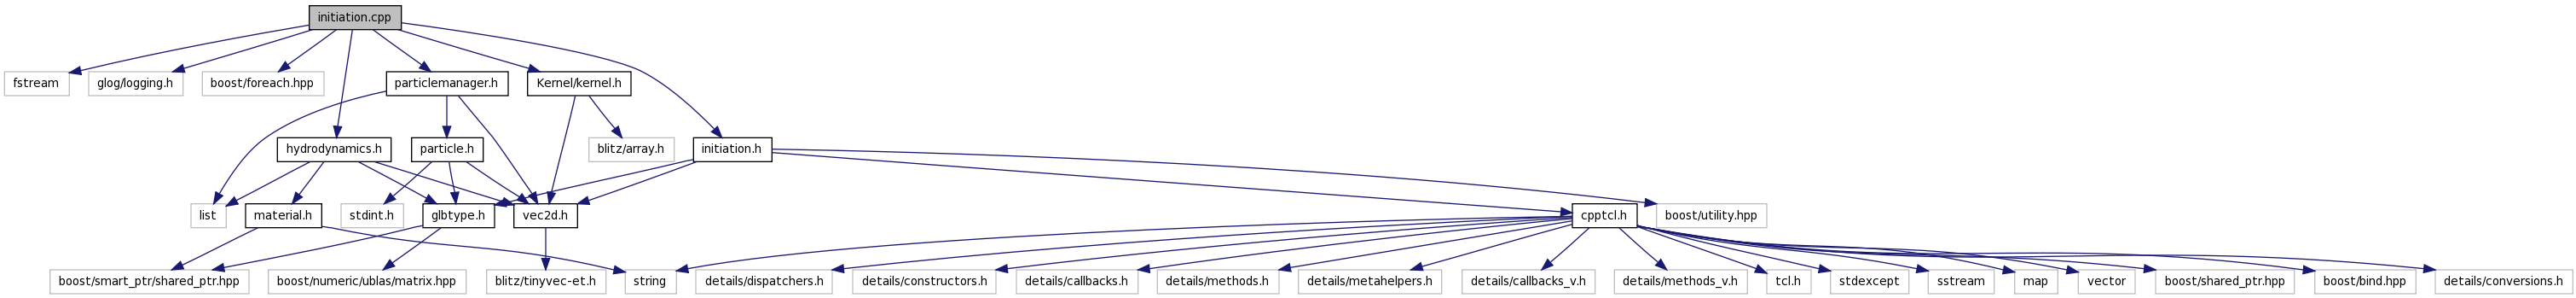 initiation.cpp
fstream
glog/logging.h
boost/foreach.hpp
particlemanager.h
Kernel/kernel.h
hydrodynamics.h
particle.h
blitz/array.h
initiation.h
list
material.h
stdint.h
glbtype.h
vec2d.h
cpptcl.h
boost/utility.hpp
boost/smart_ptr/shared_ptr.hpp
boost/numeric/ublas/matrix.hpp
blitz/tinyvec-et.h
string
details/dispatchers.h
details/constructors.h
details/callbacks.h
details/methods.h
details/metahelpers.h
details/callbacks_v.h
details/methods_v.h
tcl.h
stdexcept
sstream
map
vector
boost/shared_ptr.hpp
boost/bind.hpp
details/conversions.h